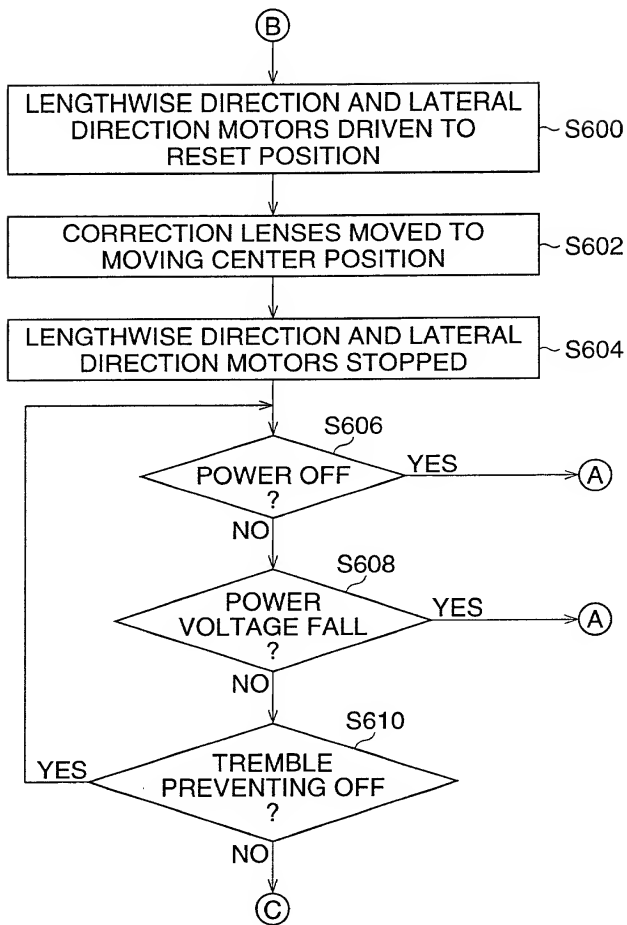 B
LENGTHWISE DIRECTION AND LATERAL
DIRECTION MOTORS DRIVEN TO
RESET POSITION
S600
CORRECTION LENSES MOVED TO
MOVING CENTER POSITION
S602
LENGTHWISE DIRECTION AND LATERAL
DIRECTION MOTORS STOPPED
S604
S606
POWER OFF
?
YES
A
NO
S608
POWER
VOLTAGE FALL
?
YES
A
NO
S610
TREMBLE
PREVENTING OFF
?
YES
NO
C